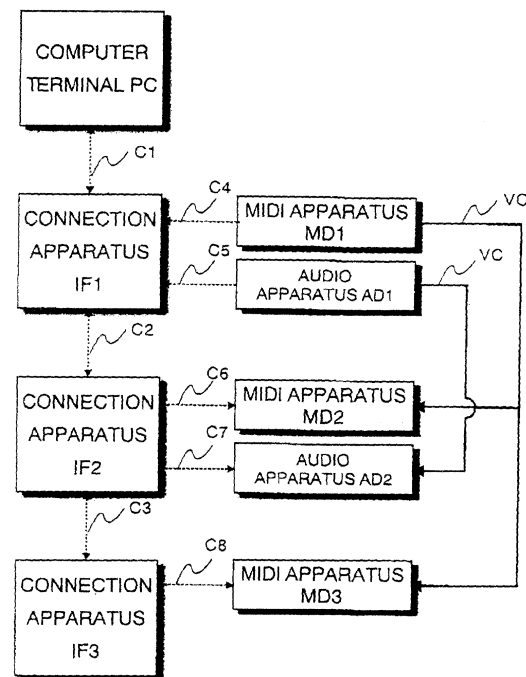 COMPUTER
TERMINAL PC
C1
CONNECTION
APPARATUS
IF1
C4
MIDI APPARATUS
MD1
VC
C5
AUDIO
APPARATUS AD1
VC
C2
CONNECTION
APPARATUS
IF2
C6
MIDI APPARATUS
MD2
C7
AUDIO
APPARATUS AD2
C3
CONNECTION
APPARATUS
IF3
C8
MIDI APPARATUS
MD3